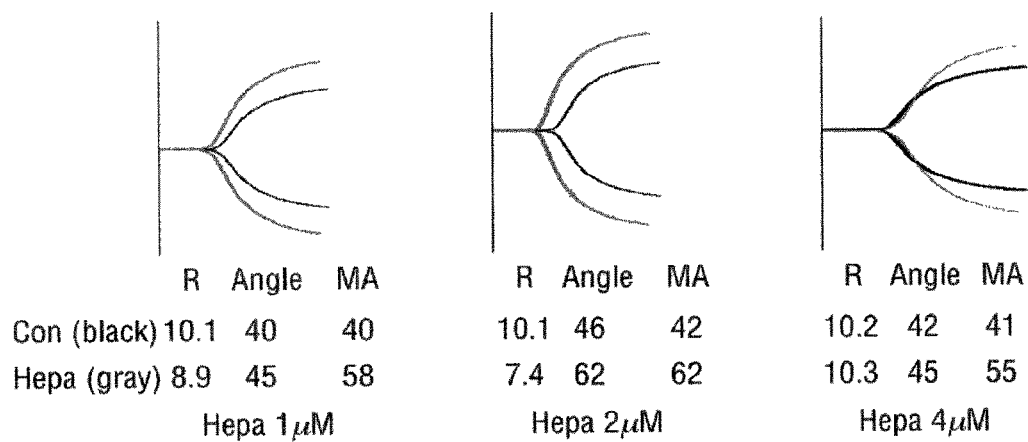 R Angle MA R Angle MA R Angle MA
Con (black) 10.1 40 40 10.1 46 42 10.2 42 41
Hepa (gray) 8.9 45 58 7.4 62 62 10.3 45 55
Hepa 1μM Hepa 2μM Hepa 4μM